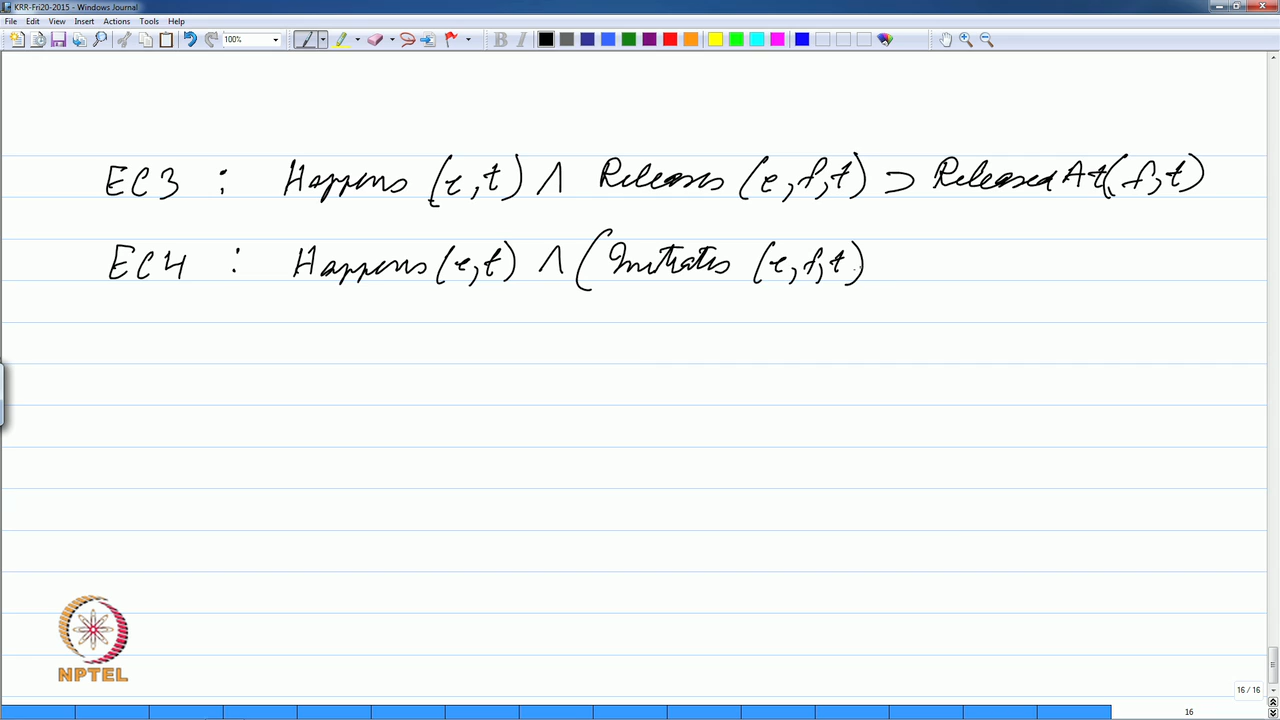 KRR-Fri20-2015 - Windows Journal
File Edit View Insert Actions Tools Help
100%
EC3 : Happens (e,t) ∧ Releases (e,f,t) ⊃ ReleasedAt(f,t)
EC4 : Happens (e,t) ∧ (Initiates (e,f,t)
NPTEL
16 / 16
16